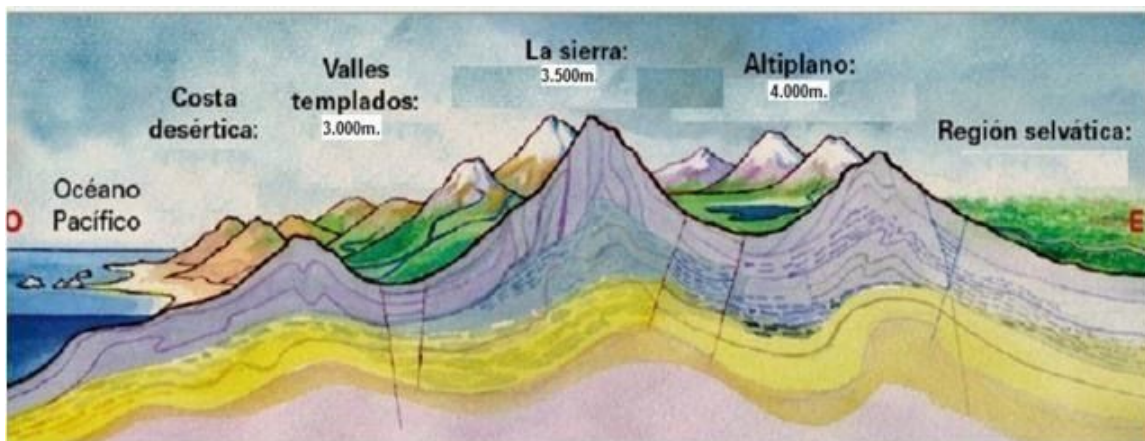 Costa
desértica:
Valles
templados:
3.000m.
La sierra:
3.500m.
Altiplano:
4.000m.
Región selvática:
Océano
Pacífico
O
E